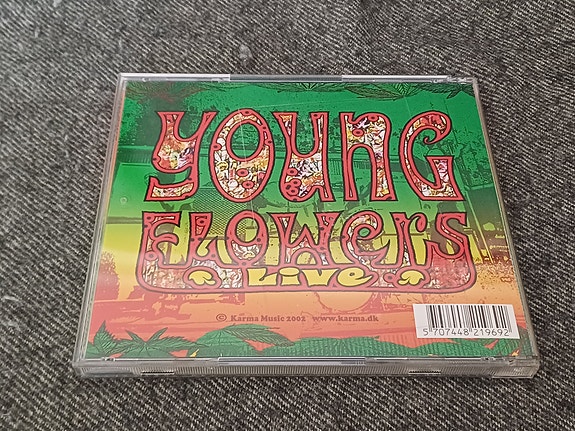 YOUNG
FLOWERS
LIVE
© Karma Music 2002 www.karma.dk
5 707448 219692